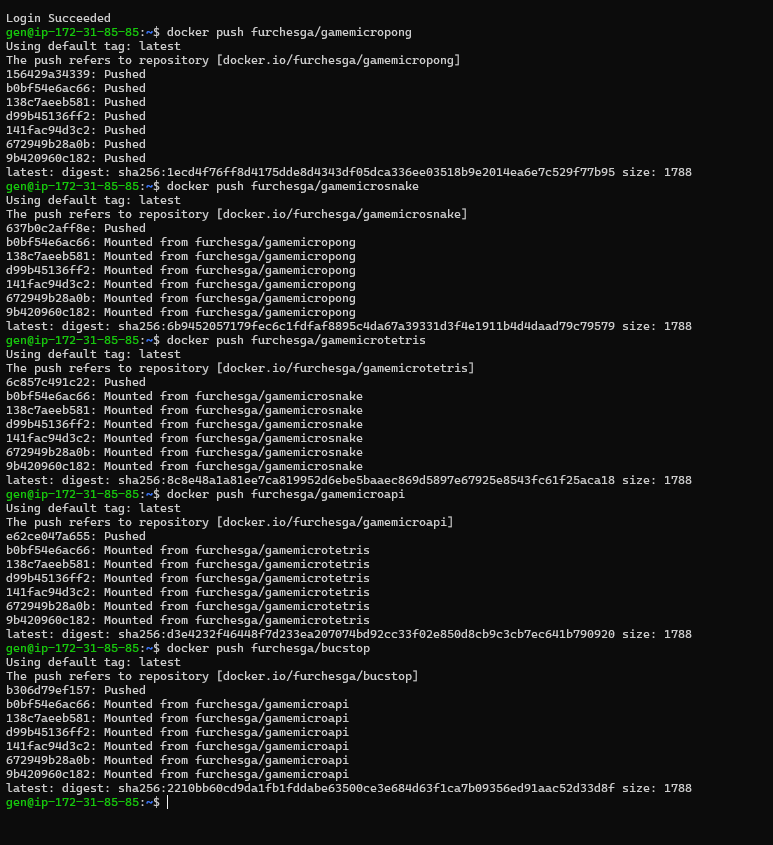 Login Succeeded
gen@ip-172-31-85-85:~$ docker push furchesga/gamemicropong
Using default tag: latest
The push refers to repository [docker.io/furchesga/gamemicropong]
156429a34339: Pushed
b0bf54e6ac66: Pushed
138c7aeeb581: Pushed
d99b45136ff2: Pushed
141fac94d3c2: Pushed
672949b28a0b: Pushed
9b420960c182: Pushed
latest: digest: sha256:1ecd4f76ff8d4175dde8d4343df05dca336ee03518b9e2014ea6e7c529f77b95 size: 1788
gen@ip-172-31-85-85:~$ docker push furchesga/gamemicrosnake
Using default tag: latest
The push refers to repository [docker.io/furchesga/gamemicrosnake]
637b0c2aff8e: Pushed
b0bf54e6ac66: Mounted from furchesga/gamemicropong
138c7aeeb581: Mounted from furchesga/gamemicropong
d99b45136ff2: Mounted from furchesga/gamemicropong
141fac94d3c2: Mounted from furchesga/gamemicropong
672949b28a0b: Mounted from furchesga/gamemicropong
9b420960c182: Mounted from furchesga/gamemicropong
latest: digest: sha256:6b9452057179fec6c1fdfaf8895c4da67a39331d3f4e1911b4d4daad79c79579 size: 1788
gen@ip-172-31-85-85:~$ docker push furchesga/gamemicrotetris
Using default tag: latest
The push refers to repository [docker.io/furchesga/gamemicrotetris]
6c857c491c22: Pushed
b0bf54e6ac66: Mounted from furchesga/gamemicrosnake
138c7aeeb581: Mounted from furchesga/gamemicrosnake
d99b45136ff2: Mounted from furchesga/gamemicrosnake
141fac94d3c2: Mounted from furchesga/gamemicrosnake
672949b28a0b: Mounted from furchesga/gamemicrosnake
9b420960c182: Mounted from furchesga/gamemicrosnake
latest: digest: sha256:8c8e48a1a81ee7ca819952d6ebe5baaec869d5897e67925e8543fc61f25aca18 size: 1788
gen@ip-172-31-85-85:~$ docker push furchesga/gamemicroapi
Using default tag: latest
The push refers to repository [docker.io/furchesga/gamemicroapi]
e62ce047a655: Pushed
b0bf54e6ac66: Mounted from furchesga/gamemicrotetris
138c7aeeb581: Mounted from furchesga/gamemicrotetris
d99b45136ff2: Mounted from furchesga/gamemicrotetris
141fac94d3c2: Mounted from furchesga/gamemicrotetris
672949b28a0b: Mounted from furchesga/gamemicrotetris
9b420960c182: Mounted from furchesga/gamemicrotetris
latest: digest: sha256:d3e4232f46448f7d233ea207074bd92cc33f02e850d8cb9c3cb7ec641b790920 size: 1788
gen@ip-172-31-85-85:~$ docker push furchesga/bucstop
Using default tag: latest
The push refers to repository [docker.io/furchesga/bucstop]
b306d79ef157: Pushed
b0bf54e6ac66: Mounted from furchesga/gamemicroapi
138c7aeeb581: Mounted from furchesga/gamemicroapi
d99b45136ff2: Mounted from furchesga/gamemicroapi
141fac94d3c2: Mounted from furchesga/gamemicroapi
672949b28a0b: Mounted from furchesga/gamemicroapi
9b420960c182: Mounted from furchesga/gamemicroapi
latest: digest: sha256:2210bb60cd9da1fb1fddabe63500ce3e684d63f1ca7b09356ed91aac52d33d8f size: 1788
gen@ip-172-31-85-85:~$